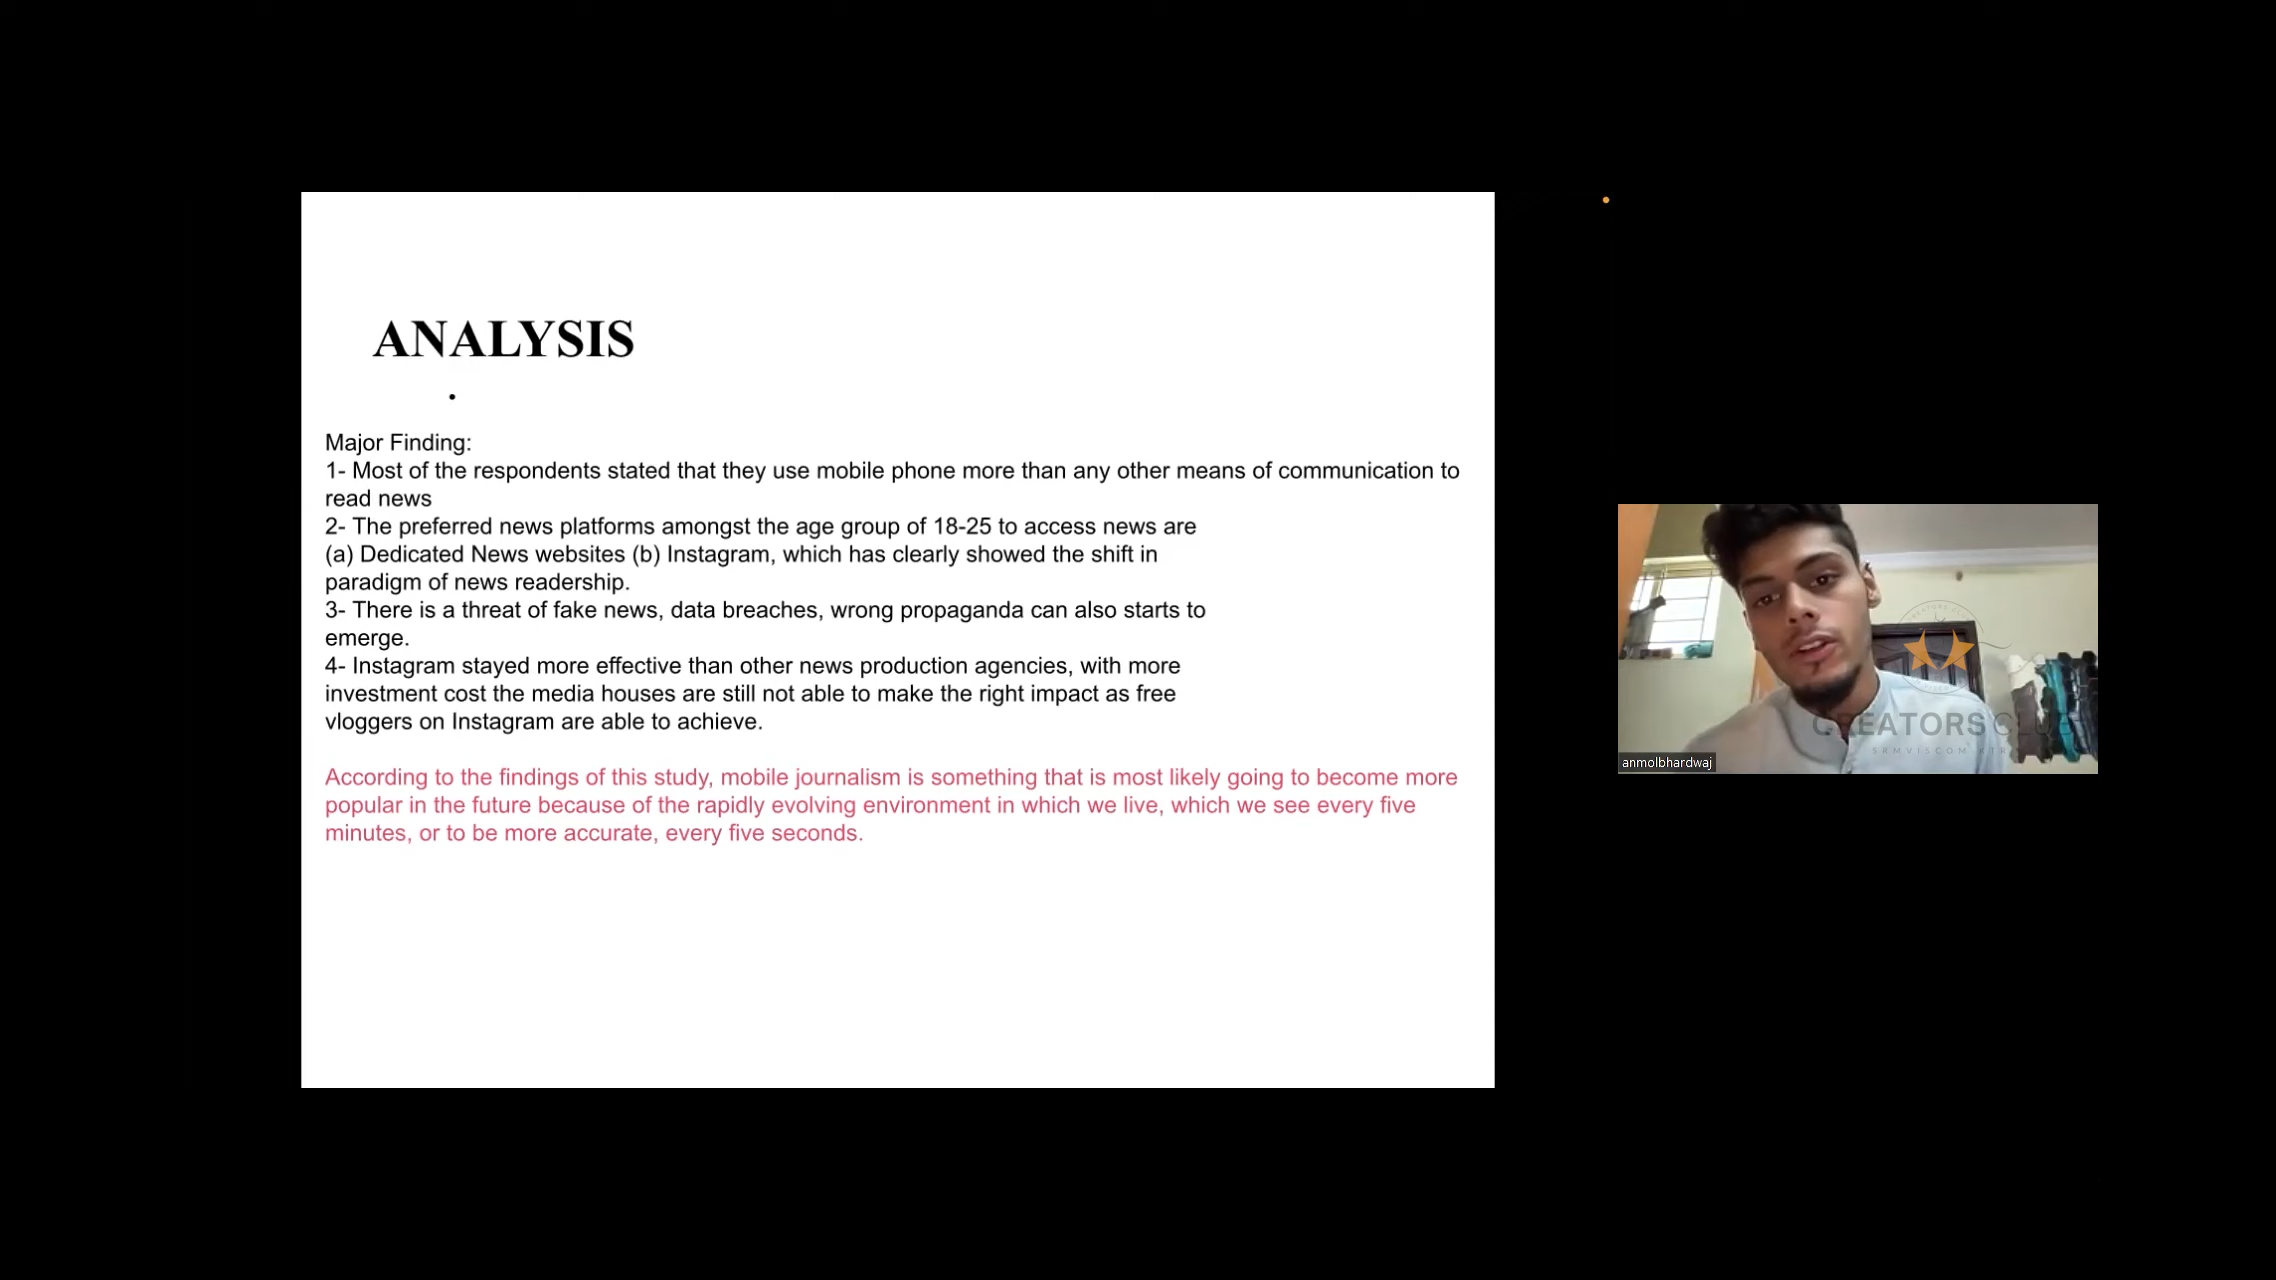 ANALYSIS
•
Major Finding:
1- Most of the respondents stated that they use mobile phone more than any other means of communication to
read news
2- The preferred news platforms amongst the age group of 18-25 to access news are
(a) Dedicated News websites (b) Instagram, which has clearly showed the shift in
paradigm of news readership.
3- There is a threat of fake news, data breaches, wrong propaganda can also starts to
emerge.
4- Instagram stayed more effective than other news production agencies, with more
investment cost the media houses are still not able to make the right impact as free
vloggers on Instagram are able to achieve.
According to the findings of this study, mobile journalism is something that is most likely going to become more
popular in the future because of the rapidly evolving environment in which we live, which we see every five
minutes, or to be more accurate, every five seconds.
CREATORS CLUB
SRMVISCOM KTR
anmolbhardwaj